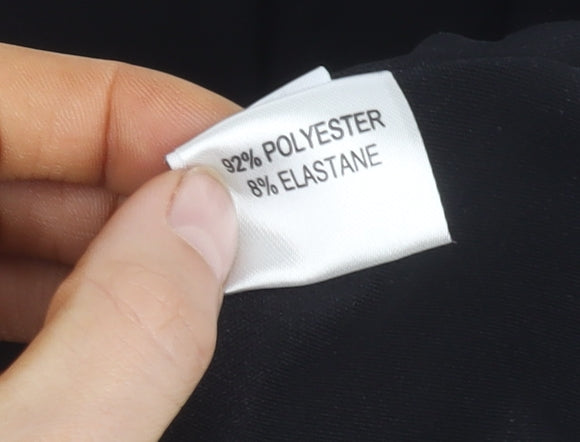 92% POLYESTER
8% ELASTANE